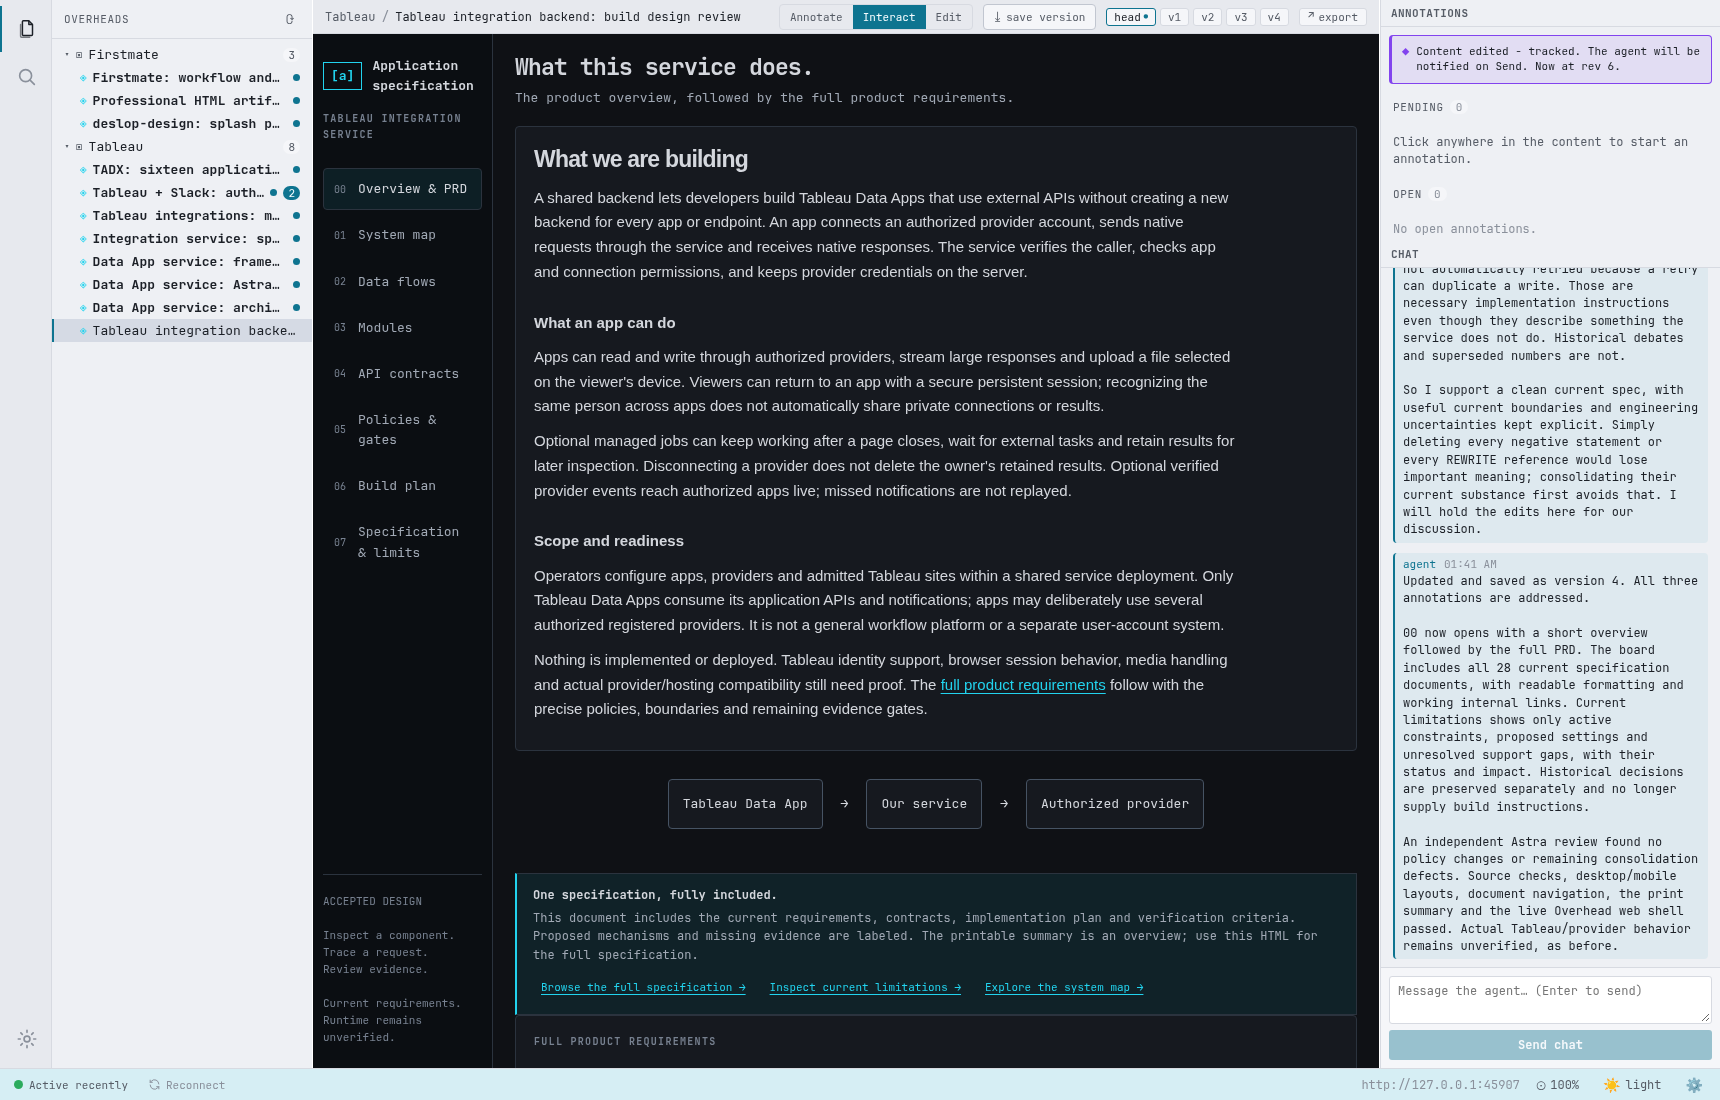 OVERHEADS
Firstmate 3
Firstmate: workflow and…
Professional HTML artif…
deslop-design: splash p…
Tableau 8
TADX: sixteen applicati…
Tableau + Slack: auth… 2
Tableau integrations: m…
Integration service: sp…
Data App service: frame…
Data App service: Astra…
Data App service: archi…
Tableau integration backe…
Tableau / Tableau integration backend: build design review
Annotate Interact Edit
save version
head v1 v2 v3 v4
export
[a] Application
specification
TABLEAU INTEGRATION
SERVICE
00 Overview & PRD
01 System map
02 Data flows
03 Modules
04 API contracts
05 Policies &
gates
06 Build plan
07 Specification
& limits
ACCEPTED DESIGN
Inspect a component.
Trace a request.
Review evidence.
Current requirements.
Runtime remains
unverified.
What this service does.
The product overview, followed by the full product requirements.
What we are building
A shared backend lets developers build Tableau Data Apps that use external APIs without creating a new
backend for every app or endpoint. An app connects an authorized provider account, sends native
requests through the service and receives native responses. The service verifies the caller, checks app
and connection permissions, and keeps provider credentials on the server.
What an app can do
Apps can read and write through authorized providers, stream large responses and upload a file selected
on the viewer's device. Viewers can return to an app with a secure persistent session; recognizing the
same person across apps does not automatically share private connections or results.
Optional managed jobs can keep working after a page closes, wait for external tasks and retain results for
later inspection. Disconnecting a provider does not delete the owner's retained results. Optional verified
provider events reach authorized apps live; missed notifications are not replayed.
Scope and readiness
Operators configure apps, providers and admitted Tableau sites within a shared service deployment. Only
Tableau Data Apps consume its application APIs and notifications; apps may deliberately use several
authorized registered providers. It is not a general workflow platform or a separate user-account system.
Nothing is implemented or deployed. Tableau identity support, browser session behavior, media handling
and actual provider/hosting compatibility still need proof. The full product requirements follow with the
precise policies, boundaries and remaining evidence gates.
Tableau Data App → Our service → Authorized provider
One specification, fully included.
This document includes the current requirements, contracts, implementation plan and verification criteria.
Proposed mechanisms and missing evidence are labeled. The printable summary is an overview; use this HTML for
the full specification.
Browse the full specification → Inspect current limitations → Explore the system map →
FULL PRODUCT REQUIREMENTS
ANNOTATIONS
Content edited - tracked. The agent will be
notified on Send. Now at rev 6.
PENDING 0
Click anywhere in the content to start an
annotation.
OPEN 0
No open annotations.
CHAT
not automatically retried because a retry
can duplicate a write. Those are
necessary implementation instructions
even though they describe something the
service does not do. Historical debates
and superseded numbers are not.
So I support a clean current spec, with
useful current boundaries and engineering
uncertainties kept explicit. Simply
deleting every negative statement or
every REWRITE reference would lose
important meaning; consolidating their
current substance first avoids that. I
will hold the edits here for our
discussion.
agent 01:41 AM
Updated and saved as version 4. All three
annotations are addressed.
00 now opens with a short overview
followed by the full PRD. The board
includes all 28 current specification
documents, with readable formatting and
working internal links. Current
limitations shows only active
constraints, proposed settings and
unresolved support gaps, with their
status and impact. Historical decisions
are preserved separately and no longer
supply build instructions.
An independent Astra review found no
policy changes or remaining consolidation
defects. Source checks, desktop/mobile
layouts, document navigation, the print
summary and the live Overhead web shell
passed. Actual Tableau/provider behavior
remains unverified, as before.
Message the agent… (Enter to send)
Send chat
Active recently Reconnect
http://127.0.0.1:45907 100% light